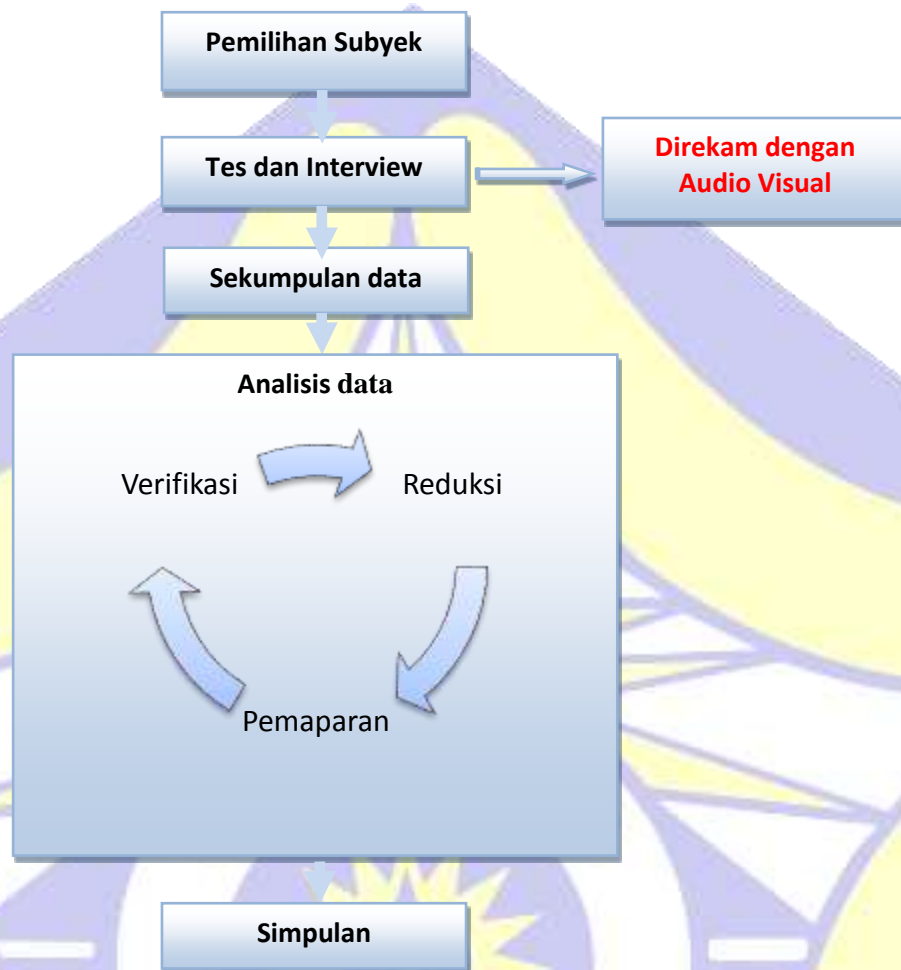 Pemilihan Subyek
Tes dan Interview
Direkam dengan
Audio Visual
Sekumpulan data
Analisis data
Verifikasi
Reduksi
Pemaparan
Simpulan